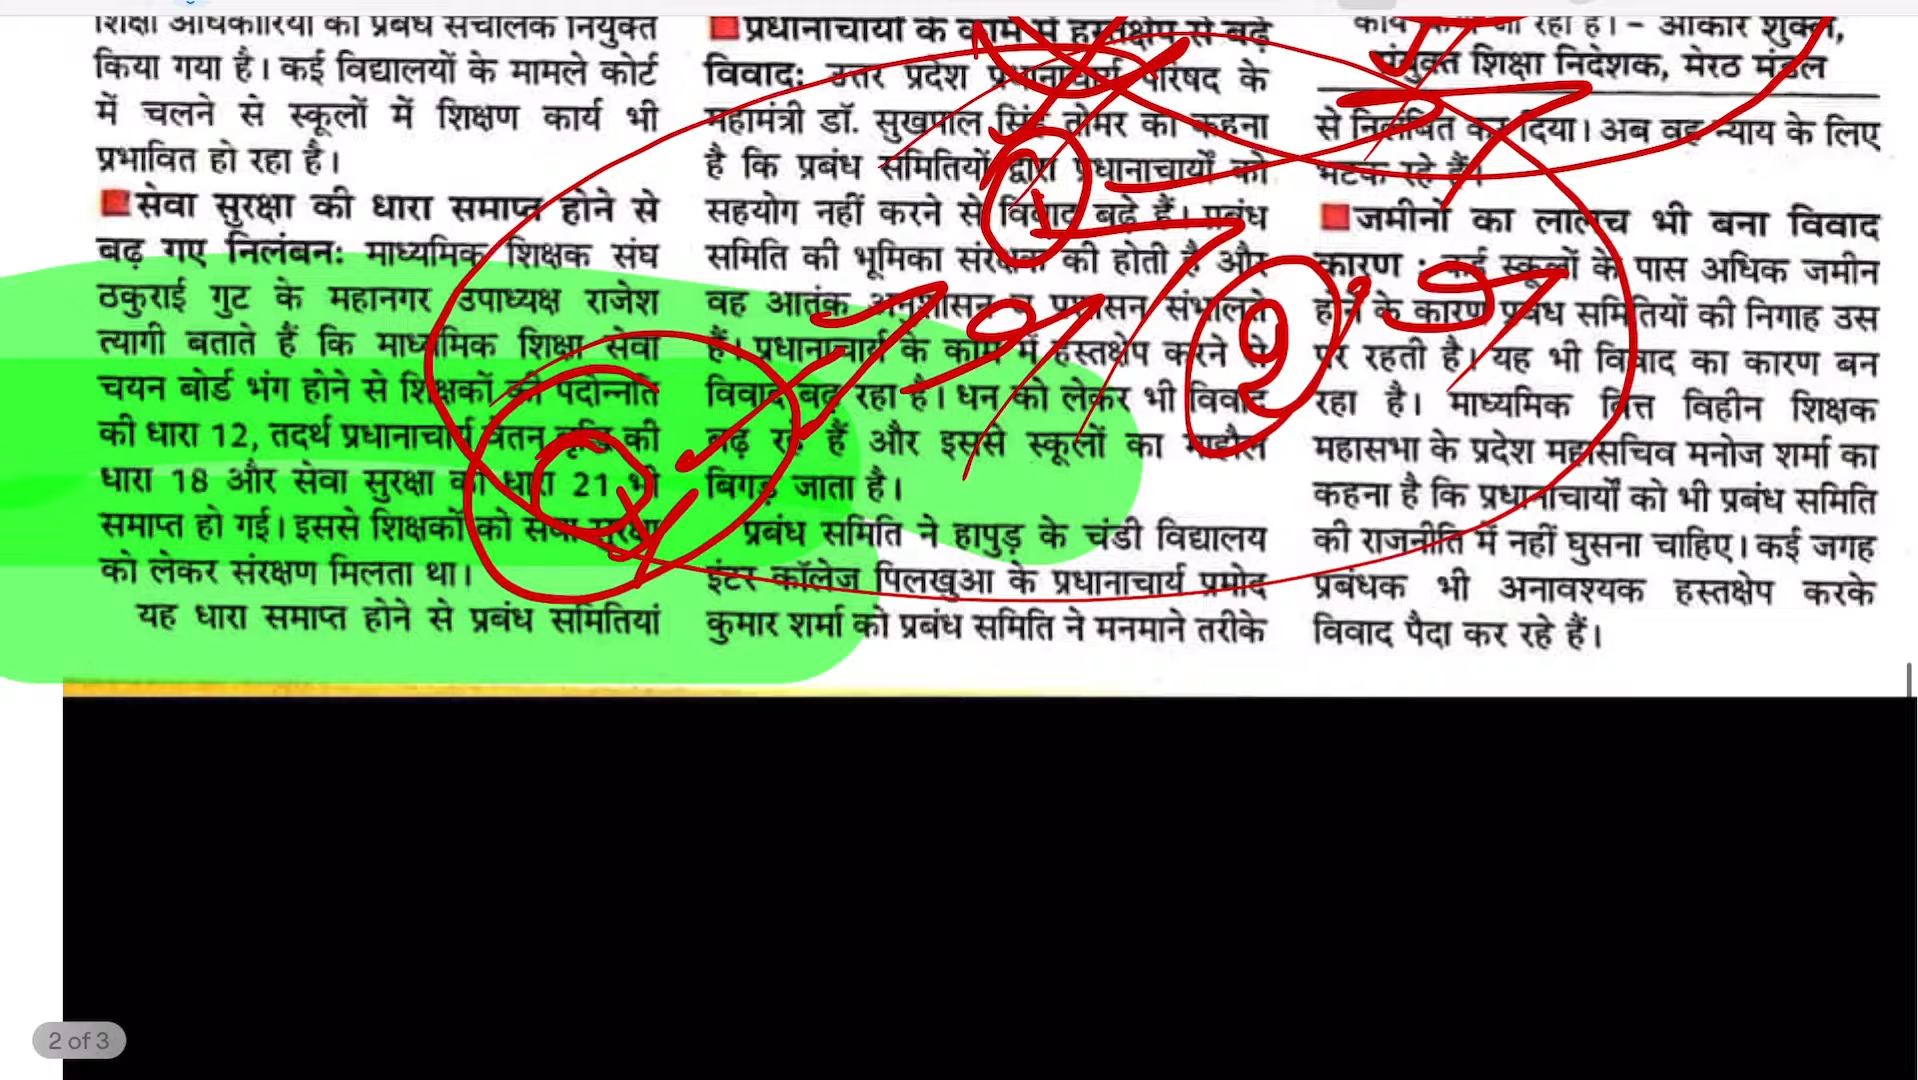 शिक्षा अधिकारियों को प्रबंध संचालक नियुक्त
किया गया है। कई विद्यालयों के मामले कोर्ट
में चलने से स्कूलों में शिक्षण कार्य भी
प्रभावित हो रहा है।
सेवा सुरक्षा की धारा समाप्त होने से
बढ़ गए निलंबन: माध्यमिक शिक्षक संघ
ठकुराई गुट के महानगर उपाध्यक्ष राजेश
त्यागी बताते हैं कि माध्यमिक शिक्षा सेवा
चयन बोर्ड भंग होने से शिक्षकों की पदोन्नति
की धारा 12, तदर्थ प्रधानाचार्य वेतन वृद्धि की
धारा 18 और सेवा सुरक्षा की धारा 21 भी
समाप्त हो गई। इससे शिक्षकों को सेवा सुरक्षा
को लेकर संरक्षण मिलता था।
यह धारा समाप्त होने से प्रबंध समितियां
प्रधानाचार्यों के काम में हस्तक्षेप से बढ़े
विवाद: उत्तर प्रदेश प्रधानाचार्य परिषद के
महामंत्री डॉ. सुखपाल सिंह तोमर का कहना
है कि प्रबंध समितियों द्वारा प्रधानाचार्यों को
सहयोग नहीं करने से विवाद बढ़े हैं। प्रबंध
समिति की भूमिका संरक्षक की होती है और
वह आतंक अनुशासन व प्रशासन संभालते
हैं। प्रधानाचार्य के काम में हस्तक्षेप करने से
विवाद बढ़ रहा है। धन को लेकर भी विवाद
बढ़ रहे हैं और इससे स्कूलों का माहौल
बिगड़ जाता है।
प्रबंध समिति ने हापुड़ के चंडी विद्यालय
इंटर कॉलेज पिलखुआ के प्रधानाचार्य प्रमोद
कुमार शर्मा को प्रबंध समिति ने मनमाने तरीके
कार्य जा रहा है। – आंकार शुक्ल,
संयुक्त शिक्षा निदेशक, मेरठ मंडल
से निलंबित कर दिया। अब वह न्याय के लिए
भटक रहे हैं।
जमीनों का लालच भी बना विवाद
कारण : कई स्कूलों के पास अधिक जमीन
होने के कारण प्रबंध समितियों की निगाह उस
पर रहती है। यह भी विवाद का कारण बन
रहा है। माध्यमिक वित्त विहीन शिक्षक
महासभा के प्रदेश महासचिव मनोज शर्मा का
कहना है कि प्रधानाचार्यों को भी प्रबंध समिति
की राजनीति में नहीं घुसना चाहिए। कई जगह
प्रबंधक भी अनावश्यक हस्तक्षेप करके
विवाद पैदा कर रहे हैं।
2 of 3